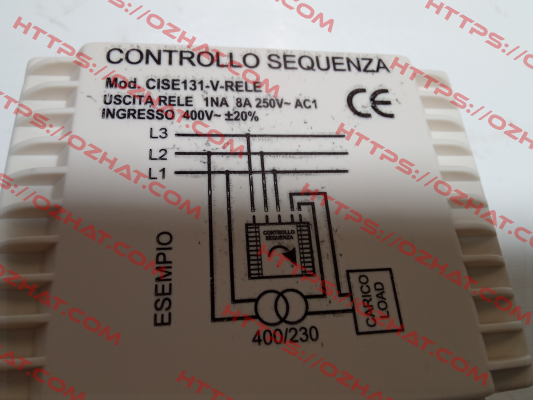 CONTROLLO SEQUENZA
Mod. CISE131-V-RELE
USCITA RELE 1NA 8A 250V~ AC1
INGRESSO 400V~ ±20%
CE
L3
L2
L1
CONTROLLO
SEQUENZA
ESEMPIO
400/230
CARICO
LOAD
HTTPS://OZHAT.COM